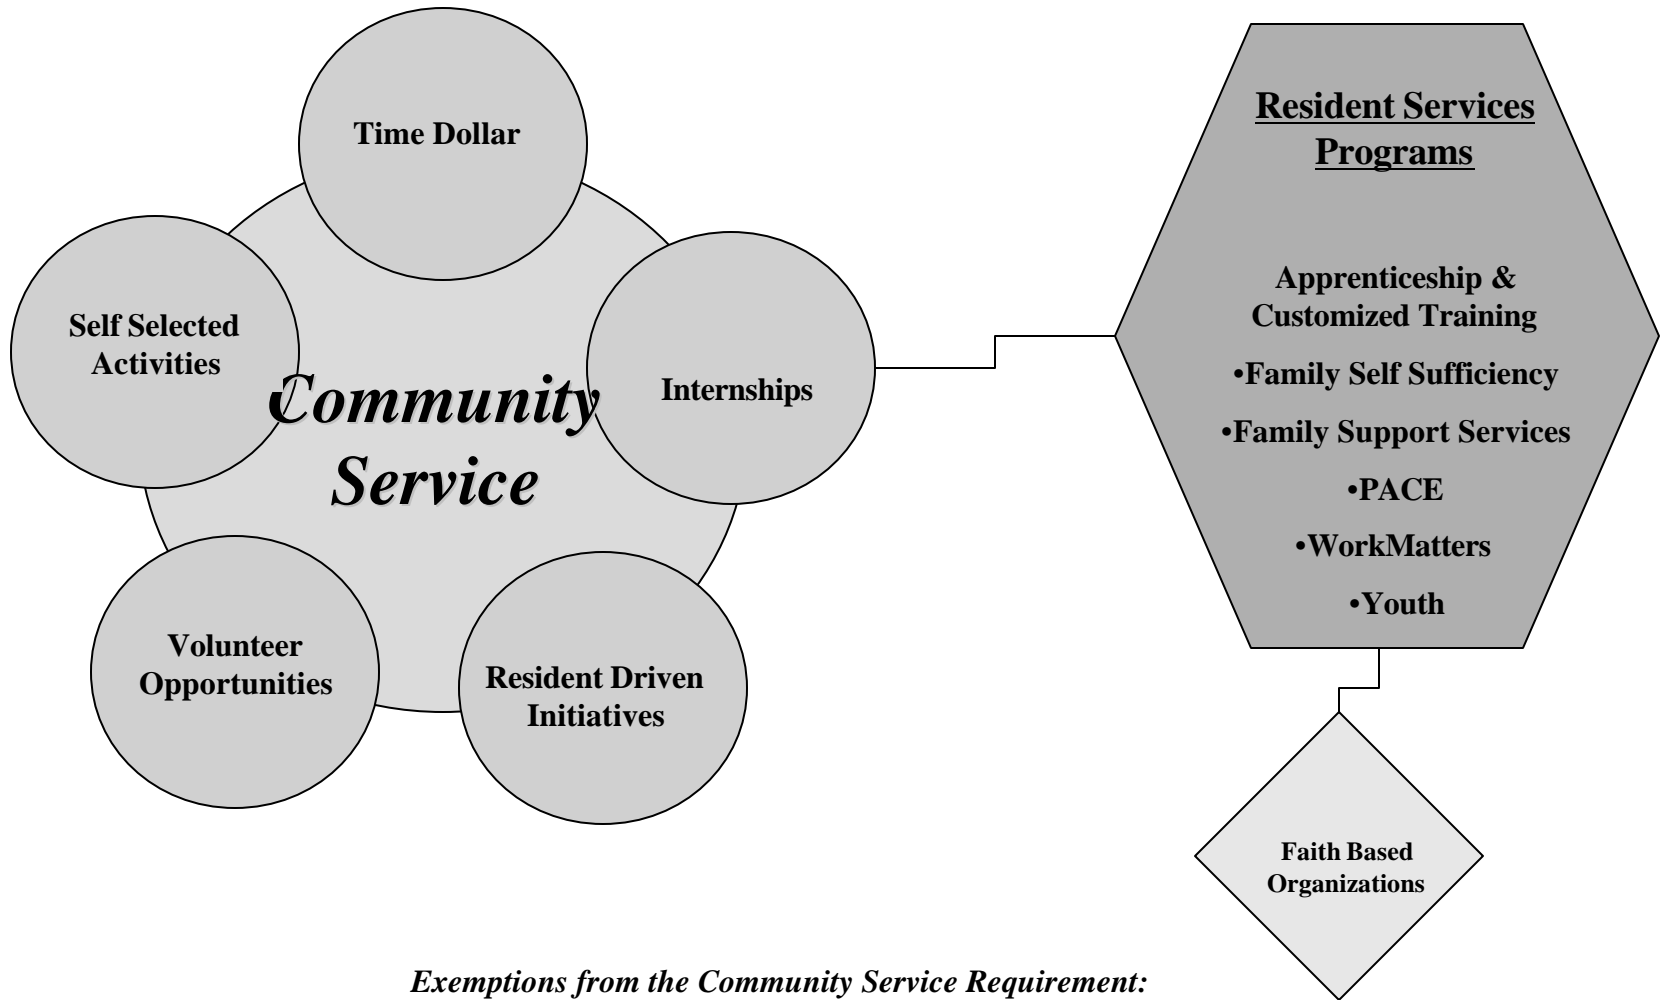 Time Dollar
Self Selected
Activities
Community
Service
Internships
Volunteer
Opportunities
Resident Driven
Initiatives
Resident Services
Programs
Apprenticeship &
Customized Training
•Family Self Sufficiency
•Family Support Services
•PACE
•WorkMatters
•Youth
Faith Based
Organizations
Exemptions from the Community Service Requirement: